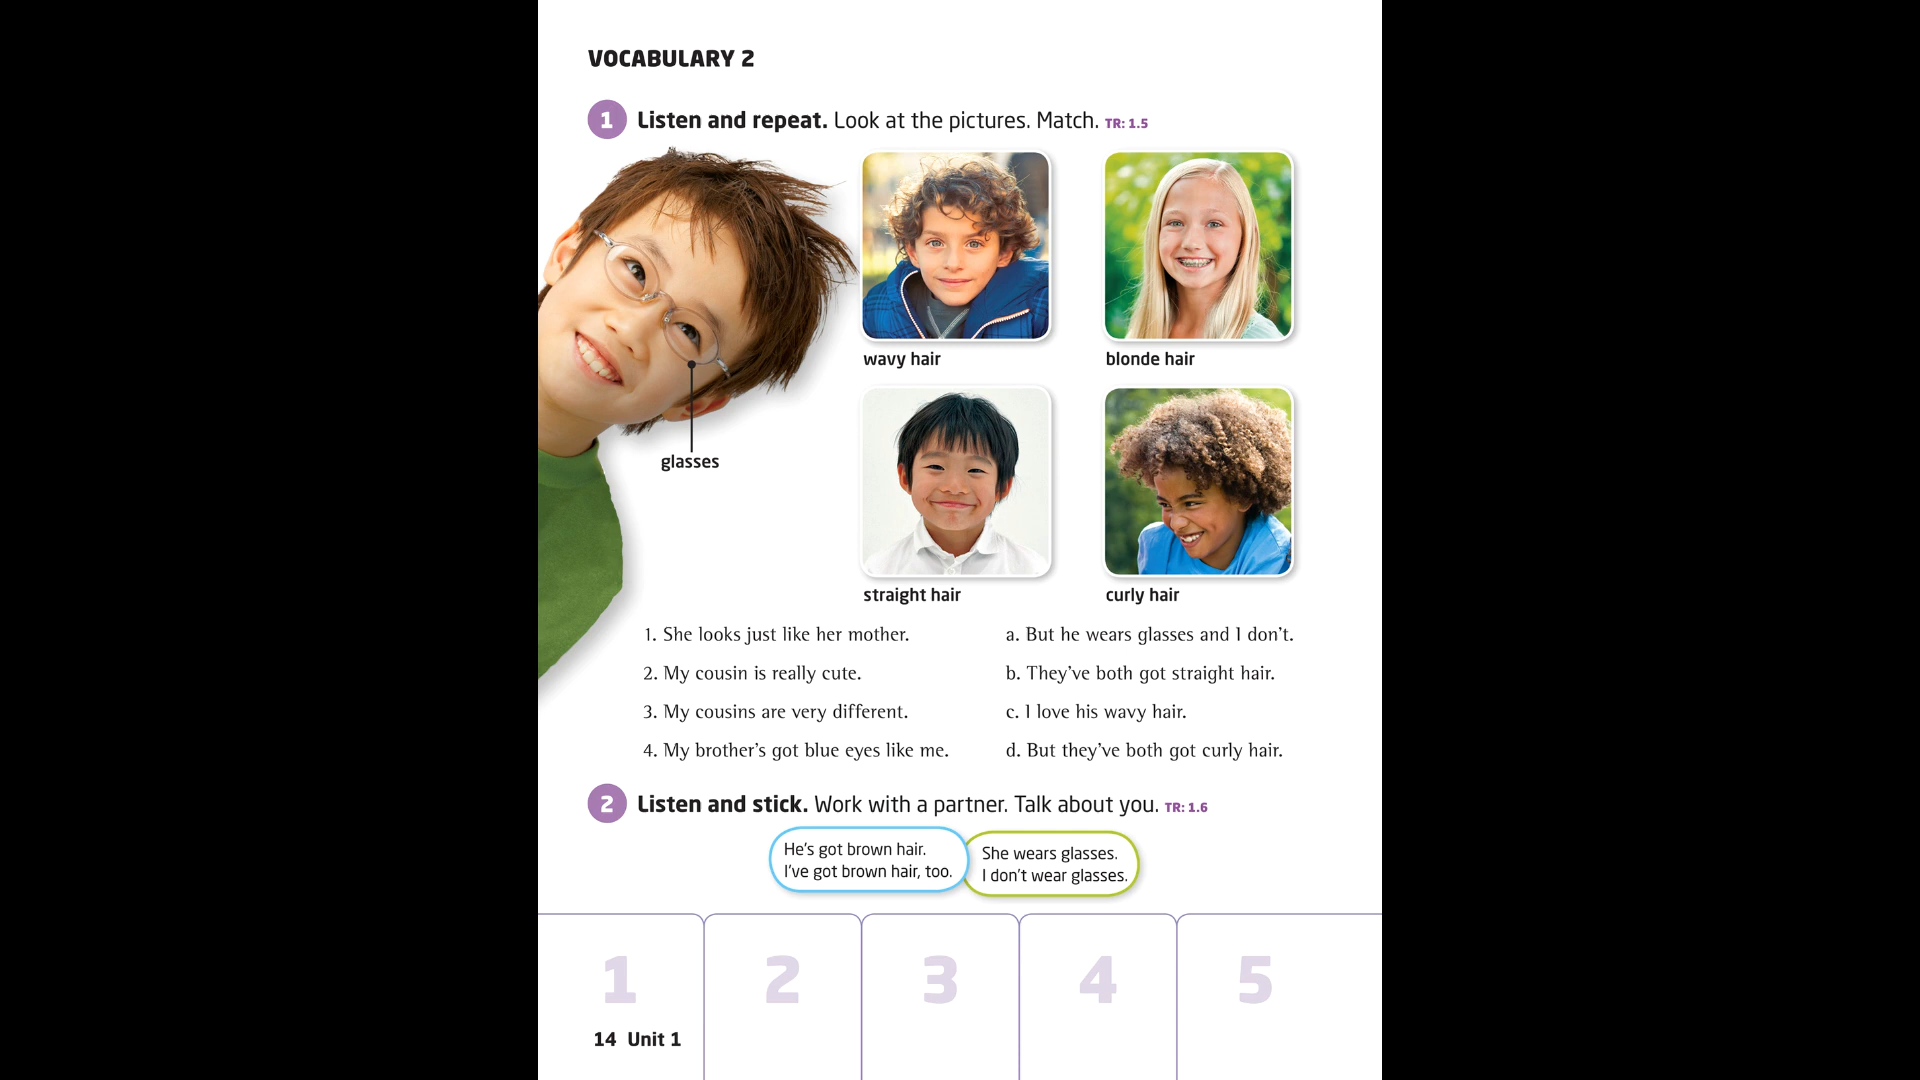 VOCABULARY 2
1 Listen and repeat. Look at the pictures. Match. TR: 1.5
glasses
wavy hair
blonde hair
straight hair
curly hair
1. She looks just like her mother.
2. My cousin is really cute.
3. My cousins are very different.
4. My brother's got blue eyes like me.
a. But he wears glasses and I don't.
b. They've both got straight hair.
c. I love his wavy hair.
d. But they've both got curly hair.
2 Listen and stick. Work with a partner. Talk about you. TR: 1.6
He's got brown hair.
I've got brown hair, too.
She wears glasses.
I don't wear glasses.
1 2 3 4 5
14 Unit 1